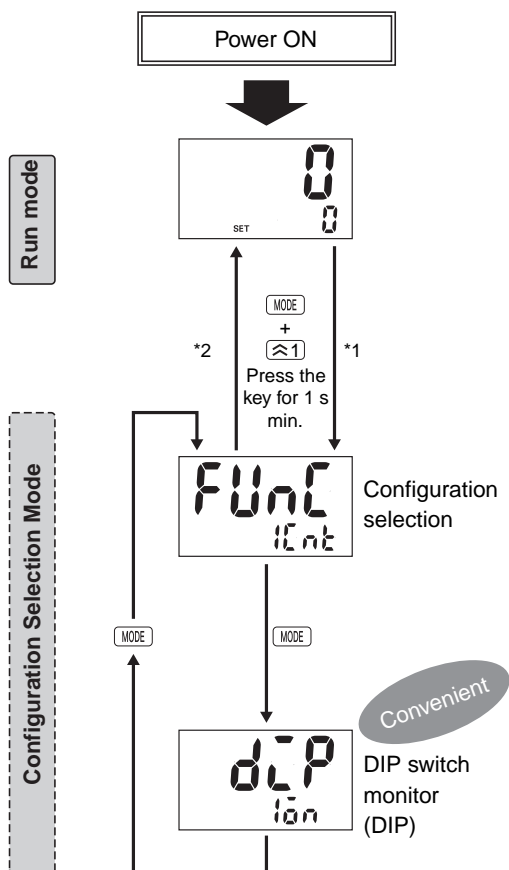 Power ON
Run mode
0
0
SET
MODE
+
1
Press the
key for 1 s
min.
*2
*1
Configuration Selection Mode
FUnC
1Cnt
Configuration
selection
MODE
MODE
Convenient
diP
1on
DIP switch
monitor
(DIP)